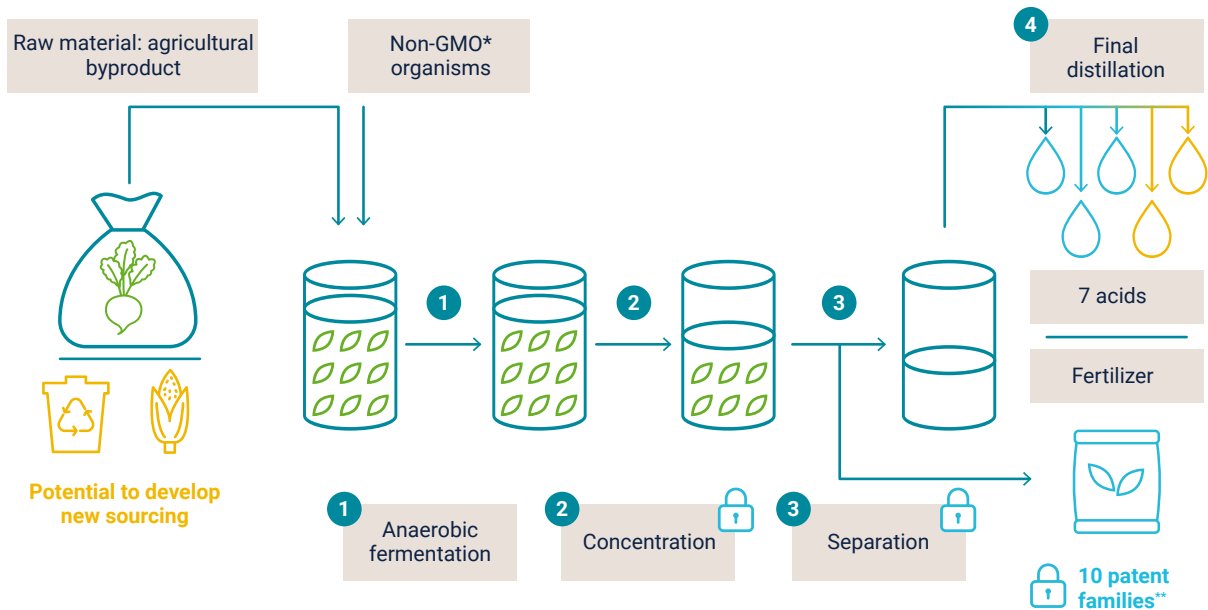 Raw material: agricultural
byproduct
Non-GMO*
organisms
4
Final
distillation
1
2
3
7 acids
Fertilizer
Potential to develop
new sourcing
1
Anaerobic
fermentation
2
Concentration
3
Separation
10 patent
families**